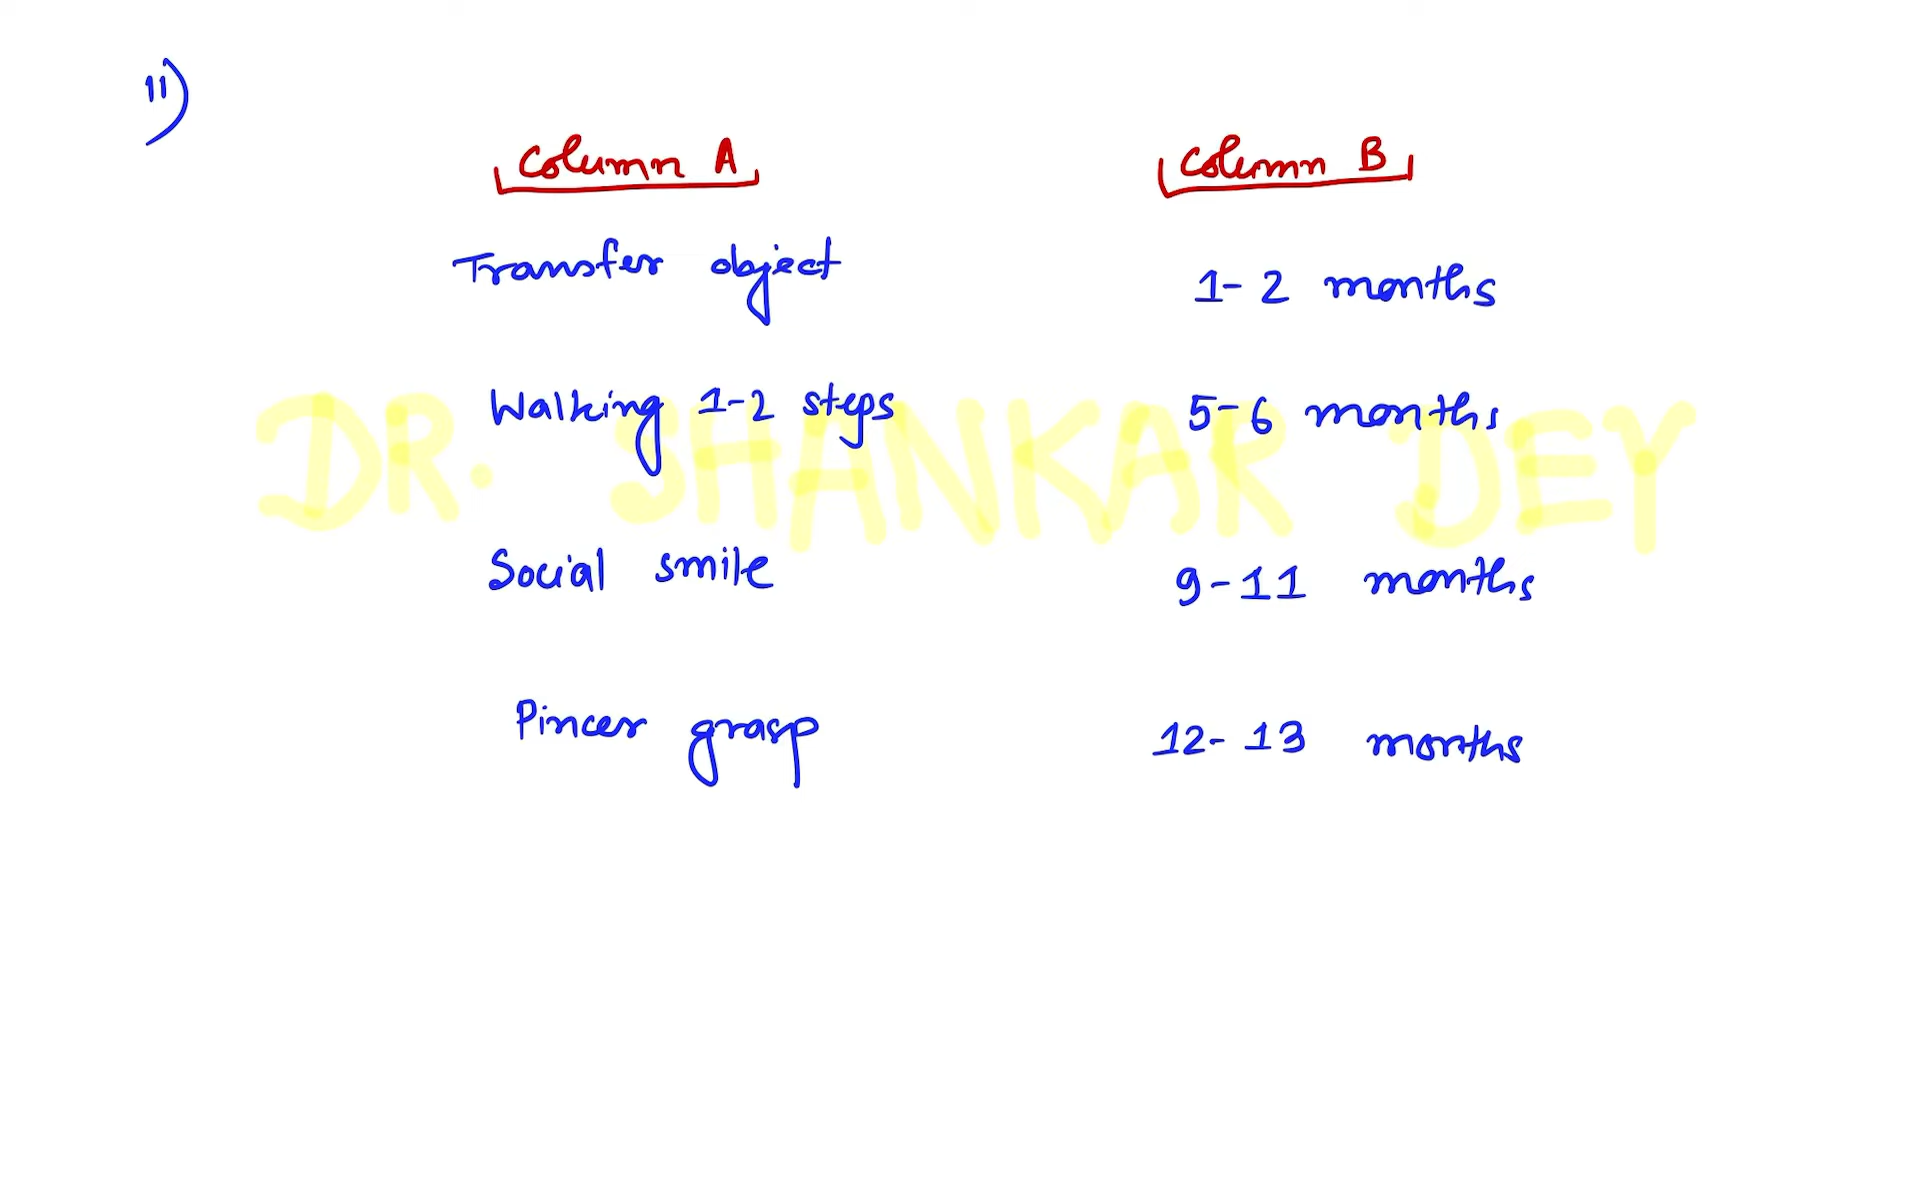 11)
Column A Column B
Transfer object 1-2 months
Walking 1-2 steps 5-6 months
DR. SHANKAR DEY
Social smile 9-11 months
Pincer grasp 12-13 months